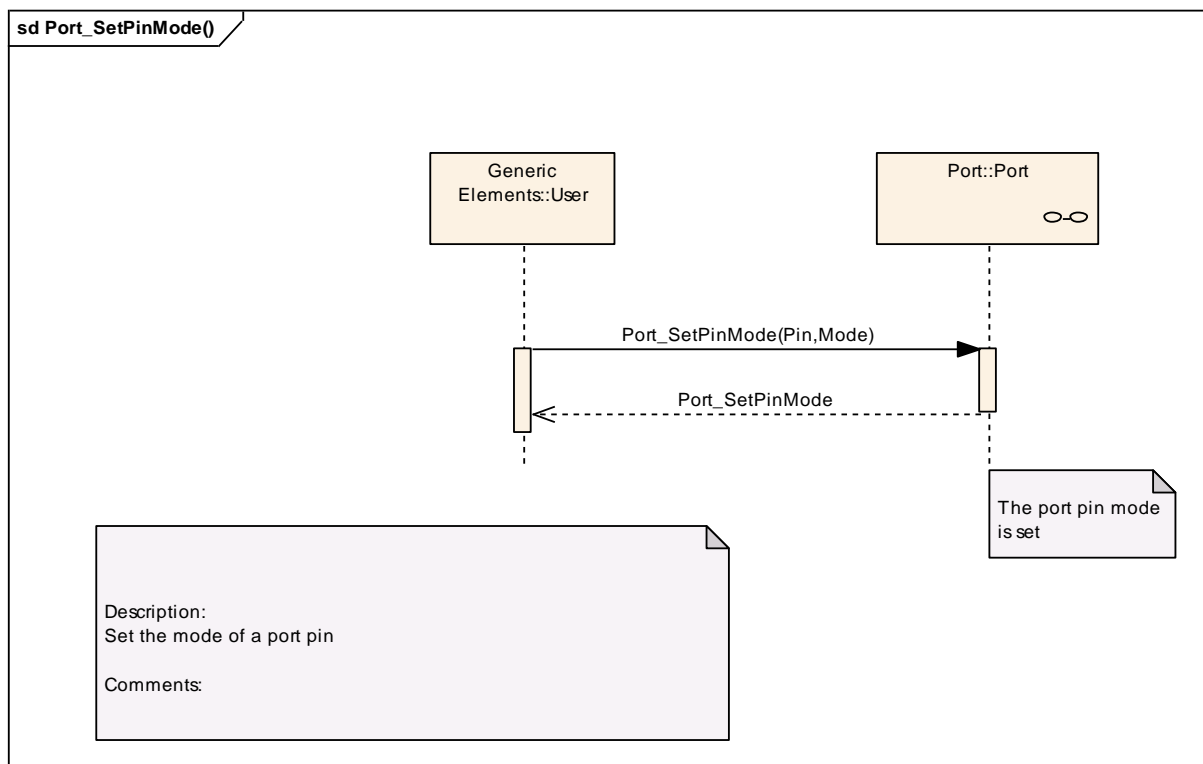 sd Port_SetPinMode()
Generic
Elements::User
Port::Port
Port_SetPinMode(Pin,Mode)
Port_SetPinMode
The port pin mode
is set
Description:
Set the mode of a port pin
Comments: